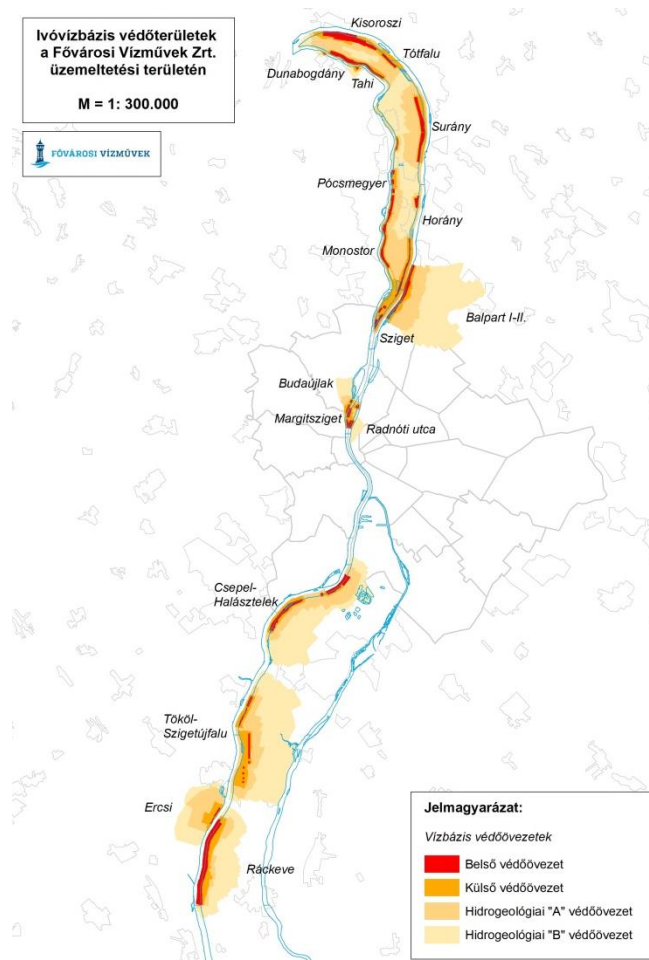 Ivóvízbázis védőterületek
a Fővárosi Vízművek Zrt.
üzemeltetési területén
M = 1: 300.000
FŐVÁROSI VÍZMŰVEK
Kisoroszi
Tótfalu
Dunabogdány
Tahi
Surány
Pócsmegyer
Horány
Monostor
Balpart I-II.
Sziget
Budaújlak
Margitsziget
Radnóti utca
Csepel-
Halásztelek
Tököl-
Szigetújfalu
Ercsi
Ráckeve
Jelmagyarázat:
Vízbázis védőövezetek
Belső védőövezet
Külső védőövezet
Hidrogeológiai "A" védőövezet
Hidrogeológiai "B" védőövezet